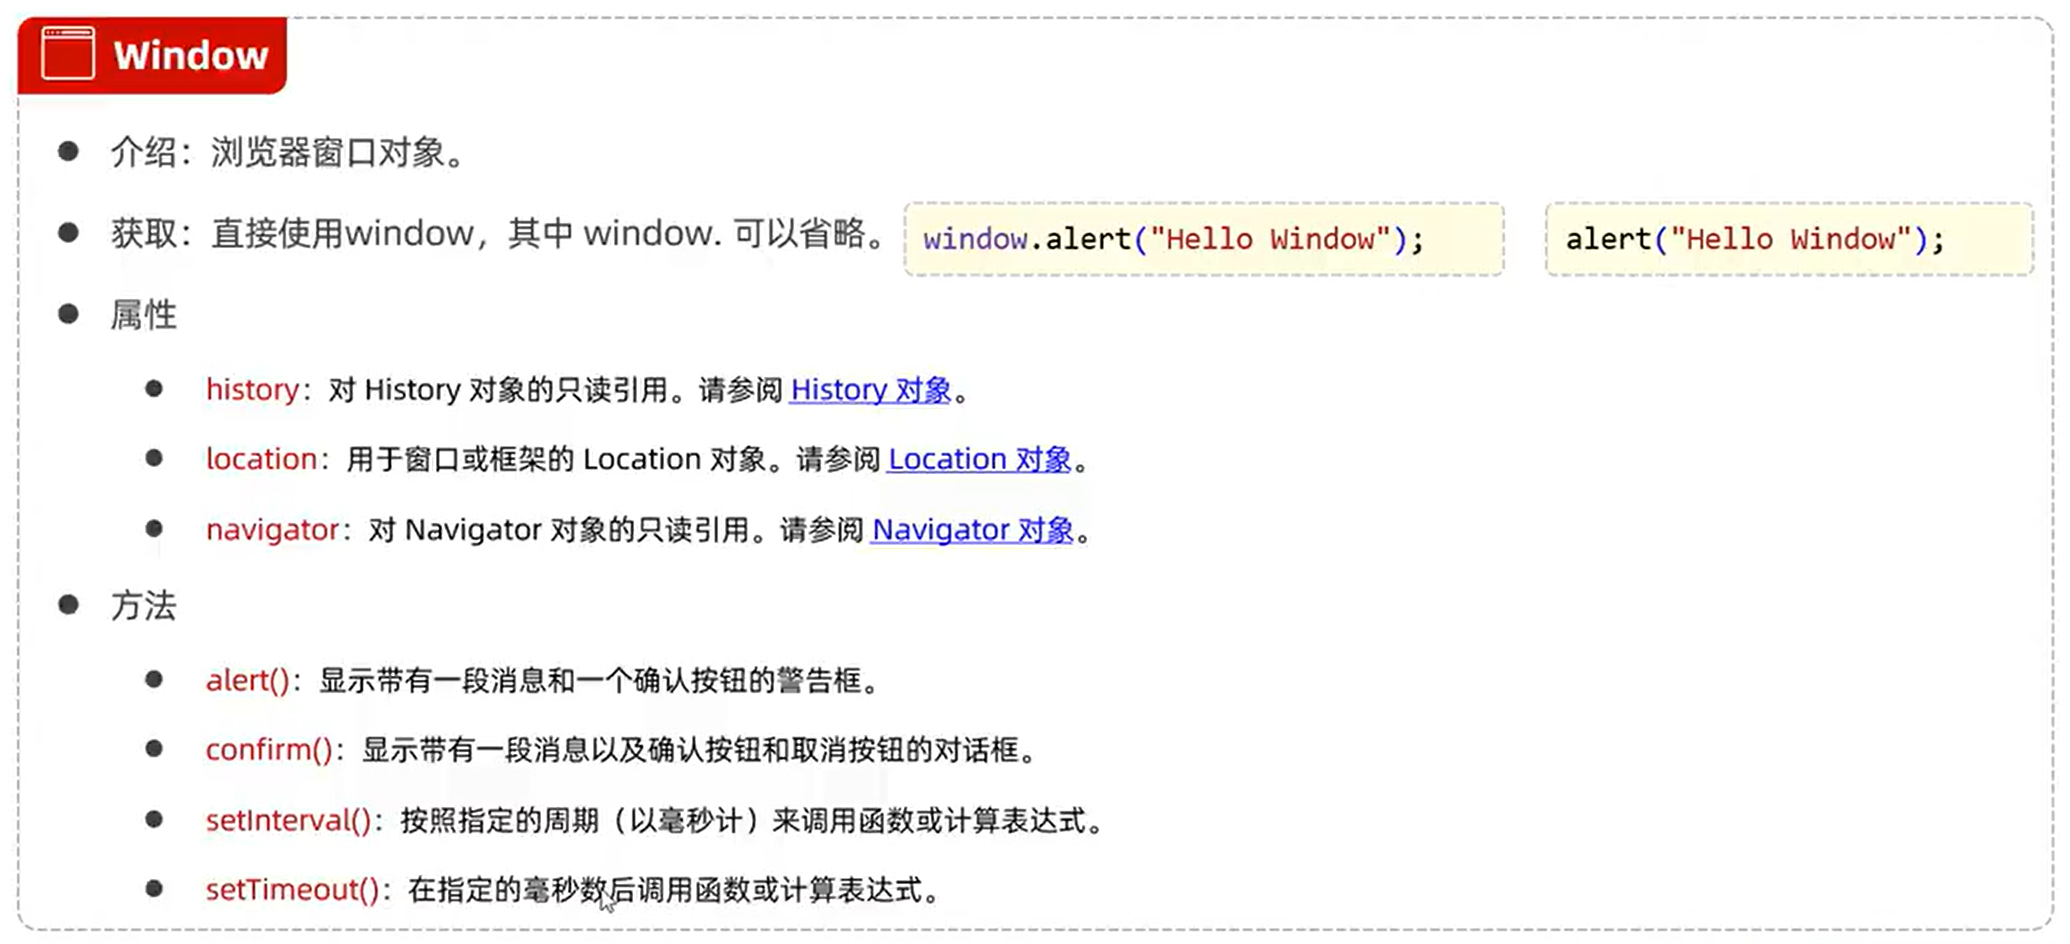 Window
介绍：浏览器窗口对象。
获取：直接使用window，其中 window. 可以省略。 window.alert("Hello Window"); alert("Hello Window");
属性
history：对 History 对象的只读引用。请参阅 History 对象。
location：用于窗口或框架的 Location 对象。请参阅 Location 对象。
navigator：对 Navigator 对象的只读引用。请参阅 Navigator 对象。
方法
alert()：显示带有一段消息和一个确认按钮的警告框。
confirm()：显示带有一段消息以及确认按钮和取消按钮的对话框。
setInterval()：按照指定的周期（以毫秒计）来调用函数或计算表达式。
setTimeout()：在指定的毫秒数后调用函数或计算表达式。